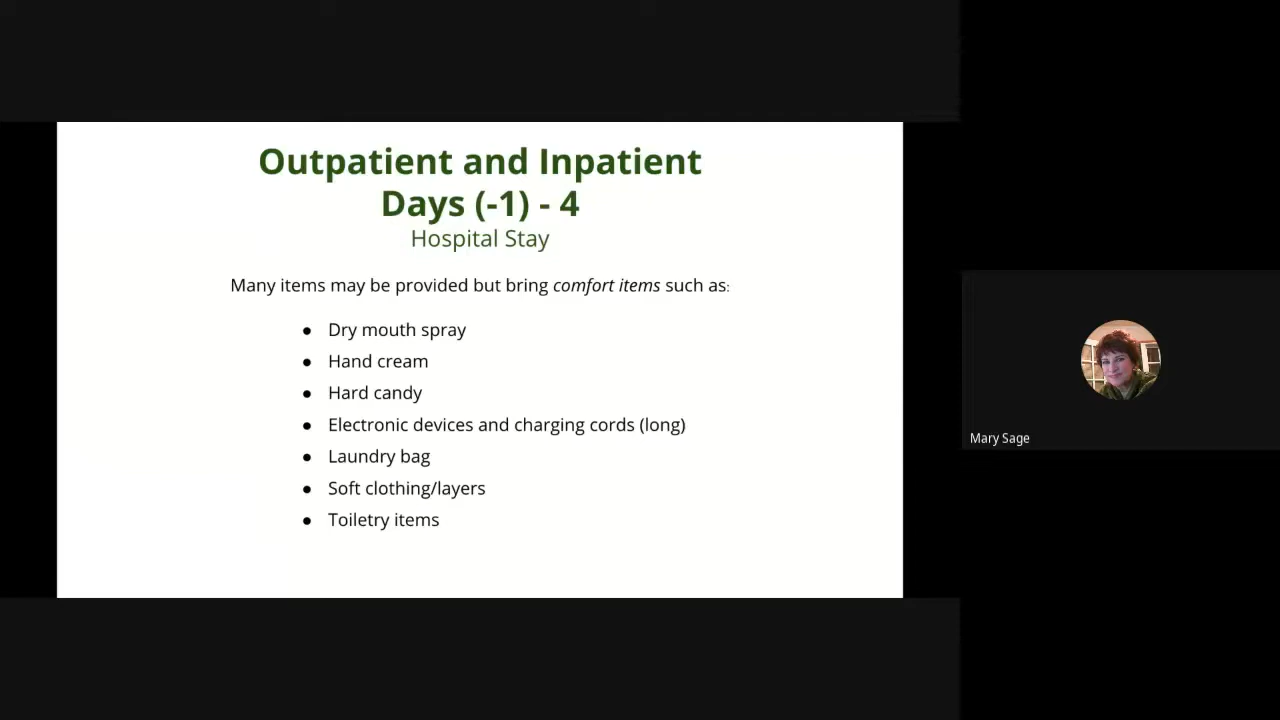 Outpatient and Inpatient
Days (-1) - 4
Hospital Stay
Many items may be provided but bring comfort items such as:
● Dry mouth spray
● Hand cream
● Hard candy
● Electronic devices and charging cords (long)
● Laundry bag
● Soft clothing/layers
● Toiletry items
Mary Sage